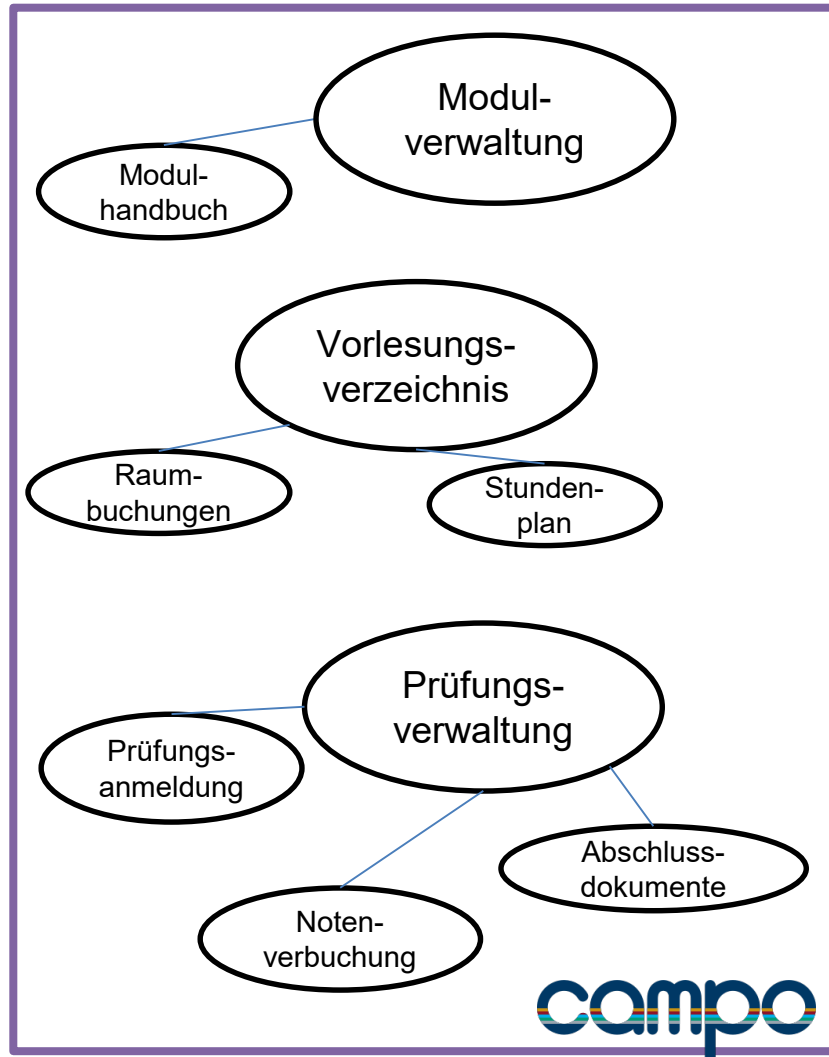 Modul-
verwaltung
Modul-
handbuch
Vorlesungs-
verzeichnis
Raum-
buchungen
Stunden-
plan
Prüfungs-
verwaltung
Prüfungs-
anmeldung
Abschluss-
dokumente
Noten-
verbuchung
campo